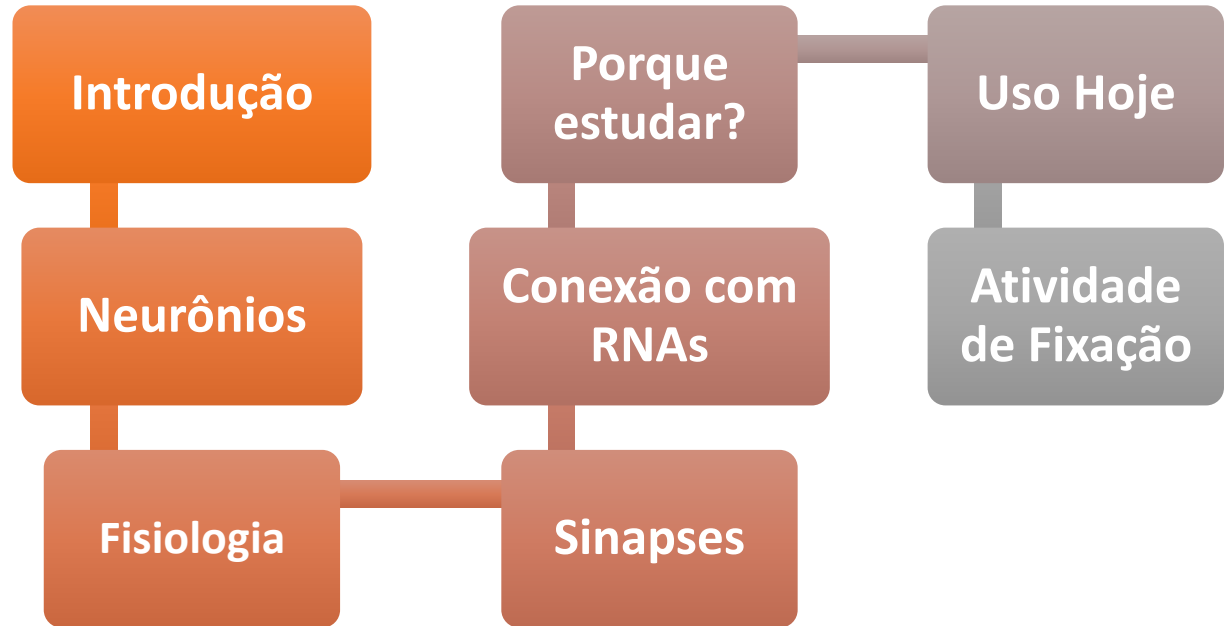 Introdução
Neurônios
Fisiologia
Sinapses
Conexão com
RNAs
Porque
estudar?
Uso Hoje
Atividade
de Fixação